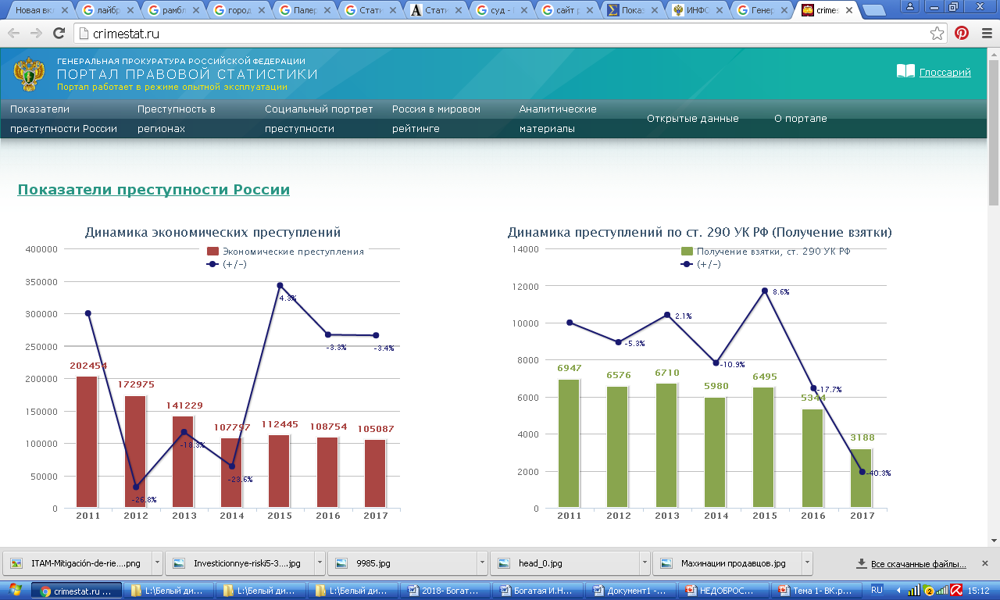 Новая вк
лайбр
рамбл
город
Палер
Стати
Стати
суд -
сайт р
Показ
ИНФО
Генер
crimes
crimestat.ru
ГЕНЕРАЛЬНАЯ ПРОКУРАТУРА РОССИЙСКОЙ ФЕДЕРАЦИИ
ПОРТАЛ ПРАВОВОЙ СТАТИСТИКИ
Портал работает в режиме опытной эксплуатации
Глоссарий
Показатели преступности России
Преступность в регионах
Социальный портрет преступности
Россия в мировом рейтинге
Аналитические материалы
Открытые данные
О портале
Показатели преступности России
Динамика экономических преступлений
Экономические преступления
(+/-)
400000
350000
300000
250000
200000
150000
100000
50000
0
202454
172975
141229
107797
112445
108754
105087
-26.8%
-18.3%
-23.6%
4.3%
-3.3%
-3.4%
2011 2012 2013 2014 2015 2016 2017
Динамика преступлений по ст. 290 УК РФ (Получение взятки)
Получение взятки, ст. 290 УК РФ
(+/-)
14000
12000
10000
8000
6000
4000
2000
0
6947
6576
6710
5980
6495
5344
3188
-5.3%
2.1%
-10.9%
8.6%
-17.7%
-40.3%
2011 2012 2013 2014 2015 2016 2017
ITAM-Mitigación-de-rie....png
Investicionnye-riski5-3....jpg
9985.jpg
head_0.jpg
Махинации продавцов.jpg
Все скачанные файлы...
crimestat.ru ...
L:\Белый ди...
L:\Белый ди...
L:\Белый ди...
2018- Богат...
Богатая И.Н...
Документ1 -...
НЕДОБРОС...
Тема 1- ВК.p...
RU
2
15:12